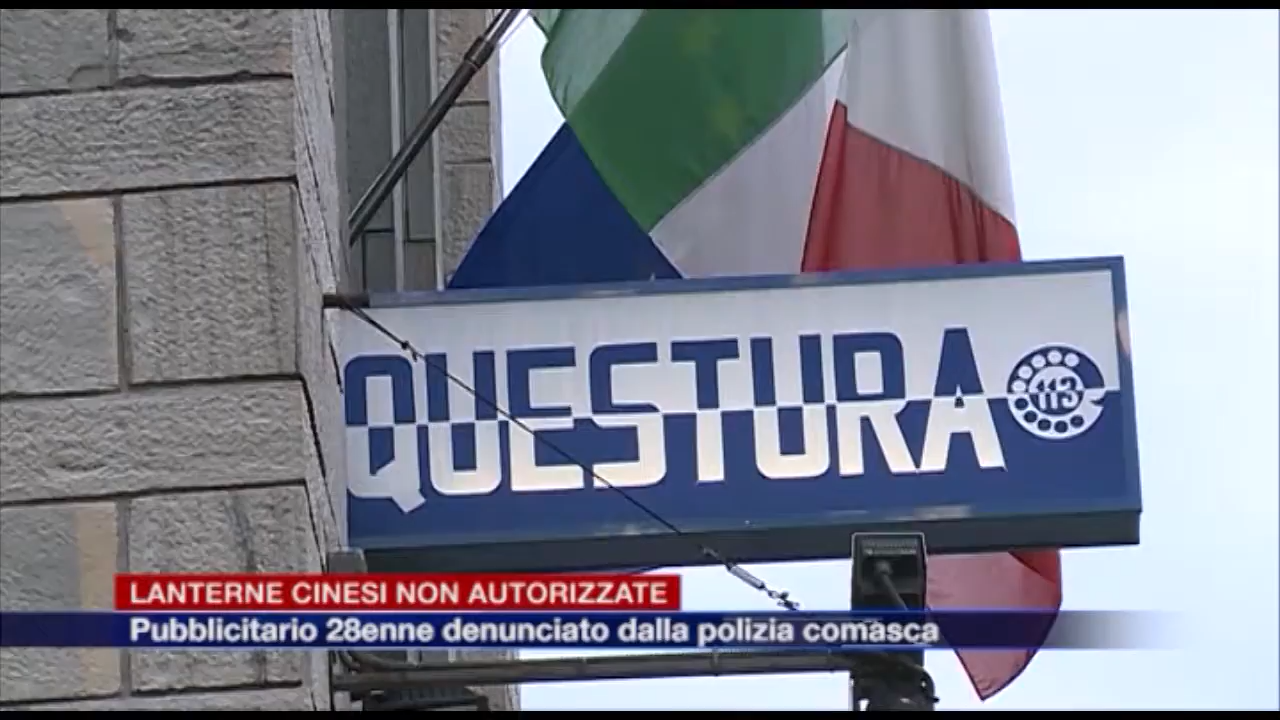 QUESTURA
113
LANTERNE CINESI NON AUTORIZZATE
Pubblicitario 28enne denunciato dalla polizia comasca